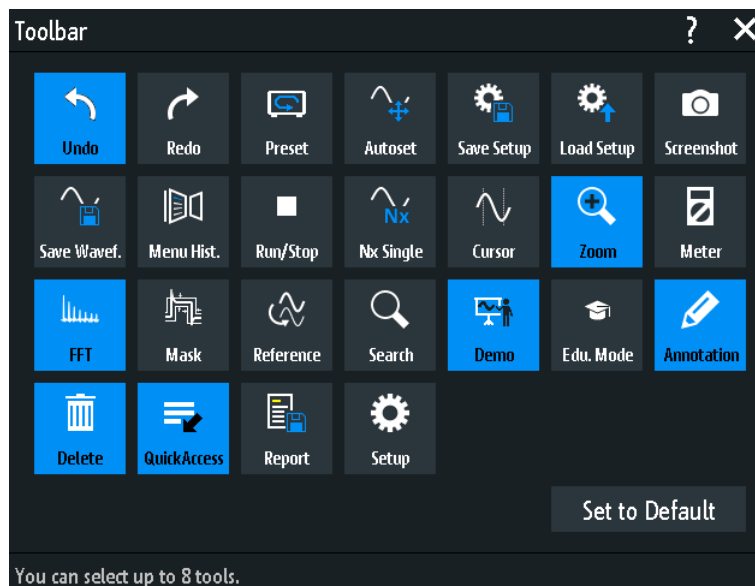 Toolbar ?
Undo Redo Preset Autoset Save Setup Load Setup Screenshot
Nx
Save Wavef. Menu Hist. Run/Stop Nx Single Cursor Zoom Meter
FFT Mask Reference Search Demo Edu. Mode Annotation
Delete QuickAccess Report Setup
Set to Default
You can select up to 8 tools.